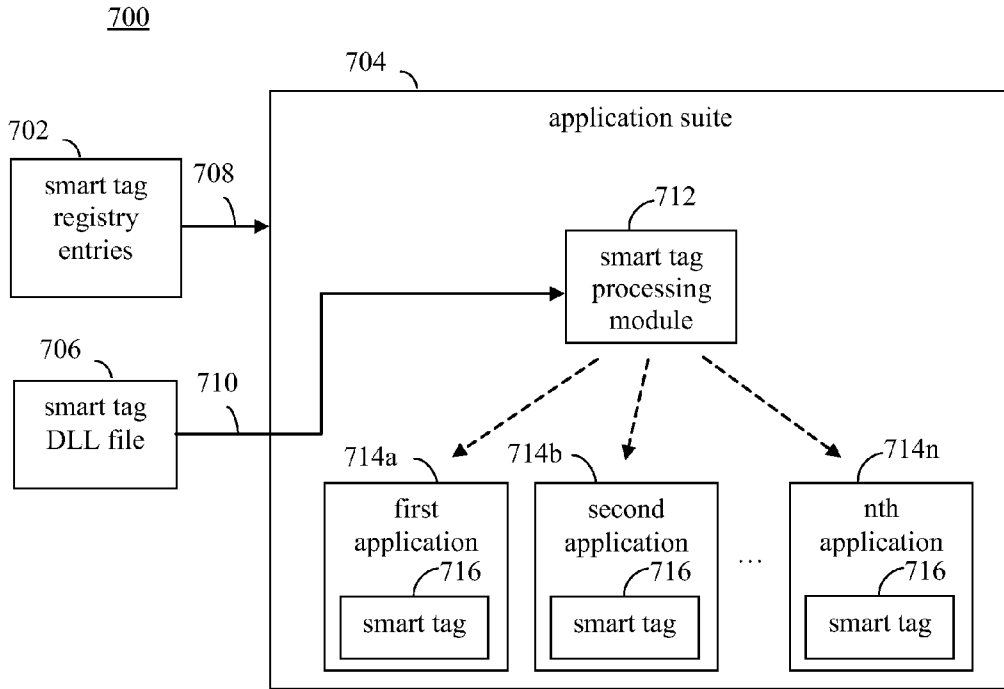 700
704
application suite
702
smart tag
registry
entries
708
712
smart tag
processing
module
706
smart tag
DLL file
710
714a
first
application
716
smart tag
714b
second
application
716
smart tag
...
714n
nth
application
716
smart tag